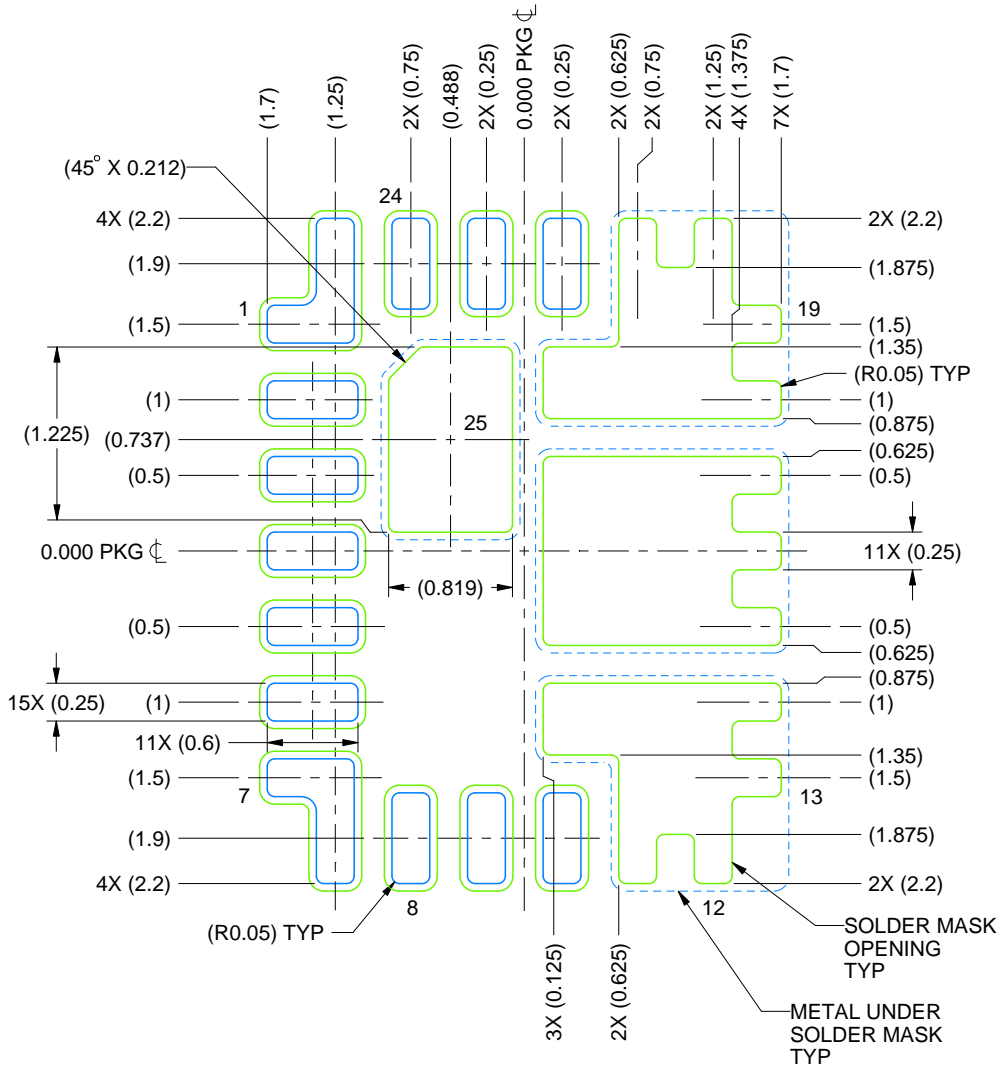 (1.7)
(1.25)
2X (0.75)
(0.488)
2X (0.25)
0.000 PKG ℄
2X (0.25)
2X (0.625)
2X (0.75)
2X (1.25)
4X (1.375)
7X (1.7)
(45° X 0.212)
24
4X (2.2)
2X (2.2)
(1.9)
(1.875)
1
19
(1.5)
(1.5)
(1.35)
(R0.05) TYP
(1)
(1)
(0.875)
(1.225)
(0.737)
25
(0.625)
(0.5)
(0.5)
0.000 PKG ℄
11X (0.25)
(0.819)
(0.5)
(0.5)
(0.625)
(0.875)
15X (0.25)
(1)
(1)
11X (0.6)
(1.35)
(1.5)
(1.5)
7
13
(1.9)
(1.875)
4X (2.2)
2X (2.2)
8
12
(R0.05) TYP
3X (0.125)
2X (0.625)
SOLDER MASK
OPENING
TYP
METAL UNDER
SOLDER MASK
TYP